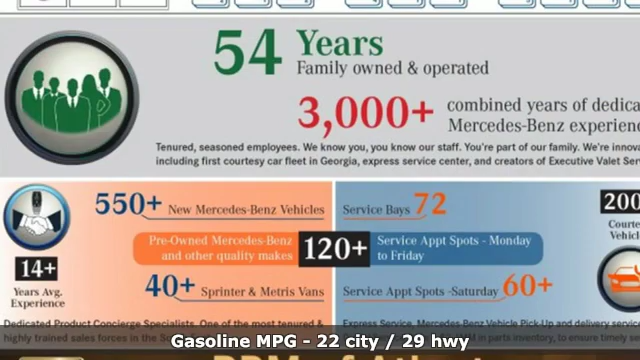 54 Years
Family owned & operated
3,000+ combined years of dedica
Mercedes-Benz experienc
Tenured, seasoned employees. We know you, you know our staff. You're part of our family. We're innova
including first courtesy car fleet in Georgia, express service center, and creators of Executive Valet Serv
550+ New Mercedes-Benz Vehicles
Service Bays 72
200
Courte
Vehicl
Pre-Owned Mercedes-Benz
and other quality makes
120+
Service Appt Spots - Monday
to Friday
14+
Years Avg.
Experience
40+ Sprinter & Metris Vans
Service Appt Spots -Saturday 60+
Dedicated Product Concierge Specialists. One of the most tenured &
highly trained sales forces in the
Express Service, Mercedes-Benz Vehicle Pick-Up and delivery servic
in parts inventory, to ensure timely
Gasoline MPG - 22 city / 29 hwy